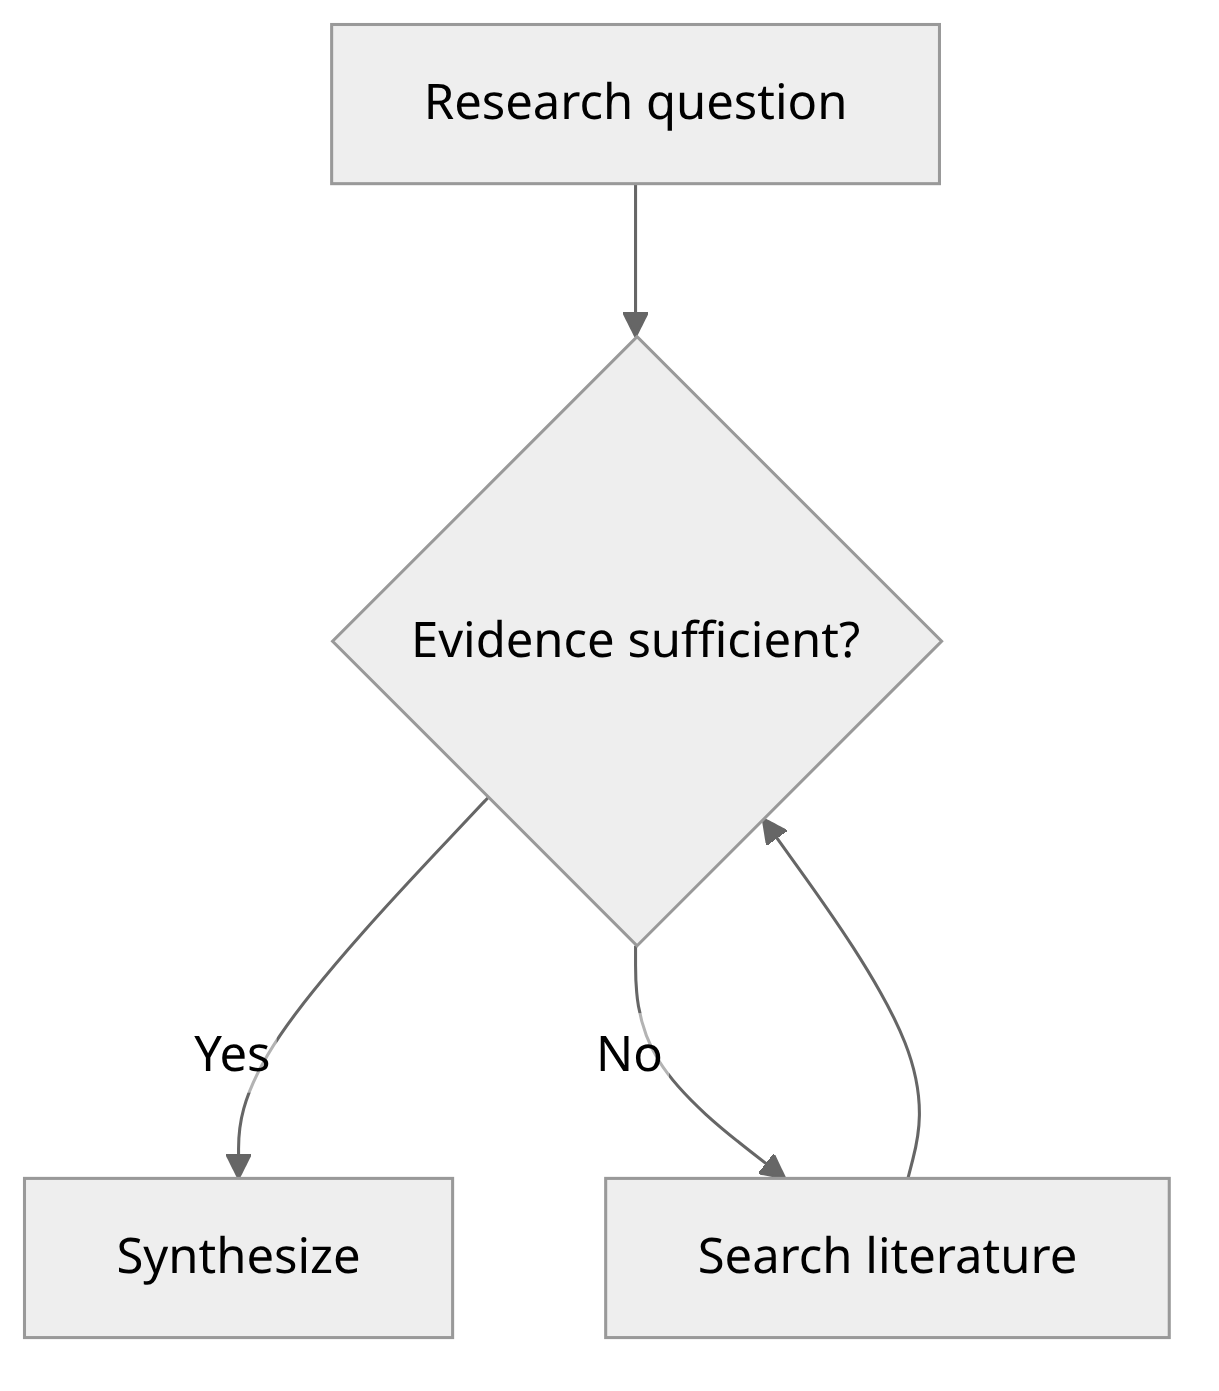 Research question
Evidence sufficient?
Yes
No
Synthesize
Search literature